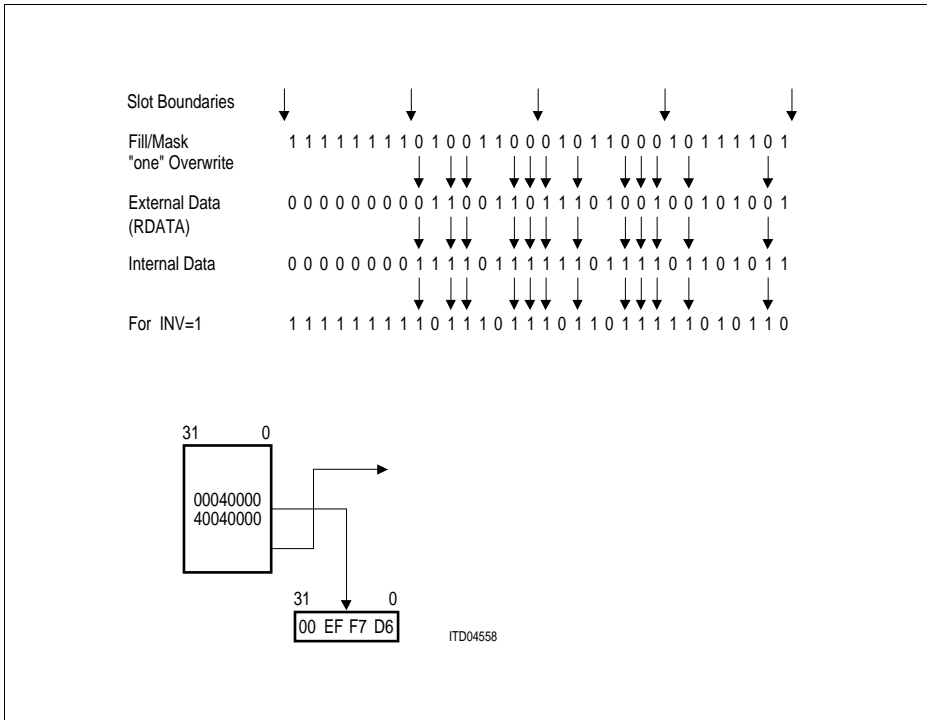 Slot Boundaries
Fill/Mask 1 1 1 1 1 1 1 1 0 1 0 0 1 1 0 0 0 1 0 1 1 0 0 0 1 0 1 1 1 1 0 1
"one" Overwrite
External Data 0 0 0 0 0 0 0 0 0 1 1 0 0 1 1 0 1 1 1 0 1 0 0 1 0 0 1 0 1 0 0 1
(RDATA)
Internal Data 0 0 0 0 0 0 0 0 1 1 1 1 0 1 1 1 1 1 1 0 1 1 1 1 0 1 1 0 1 0 1 1
For INV=1 1 1 1 1 1 1 1 1 1 0 1 1 1 0 1 1 1 0 1 1 0 1 1 1 1 1 0 1 0 1 1 0
31 0
00040000
40040000
31 0
00 EF F7 D6
ITD04558